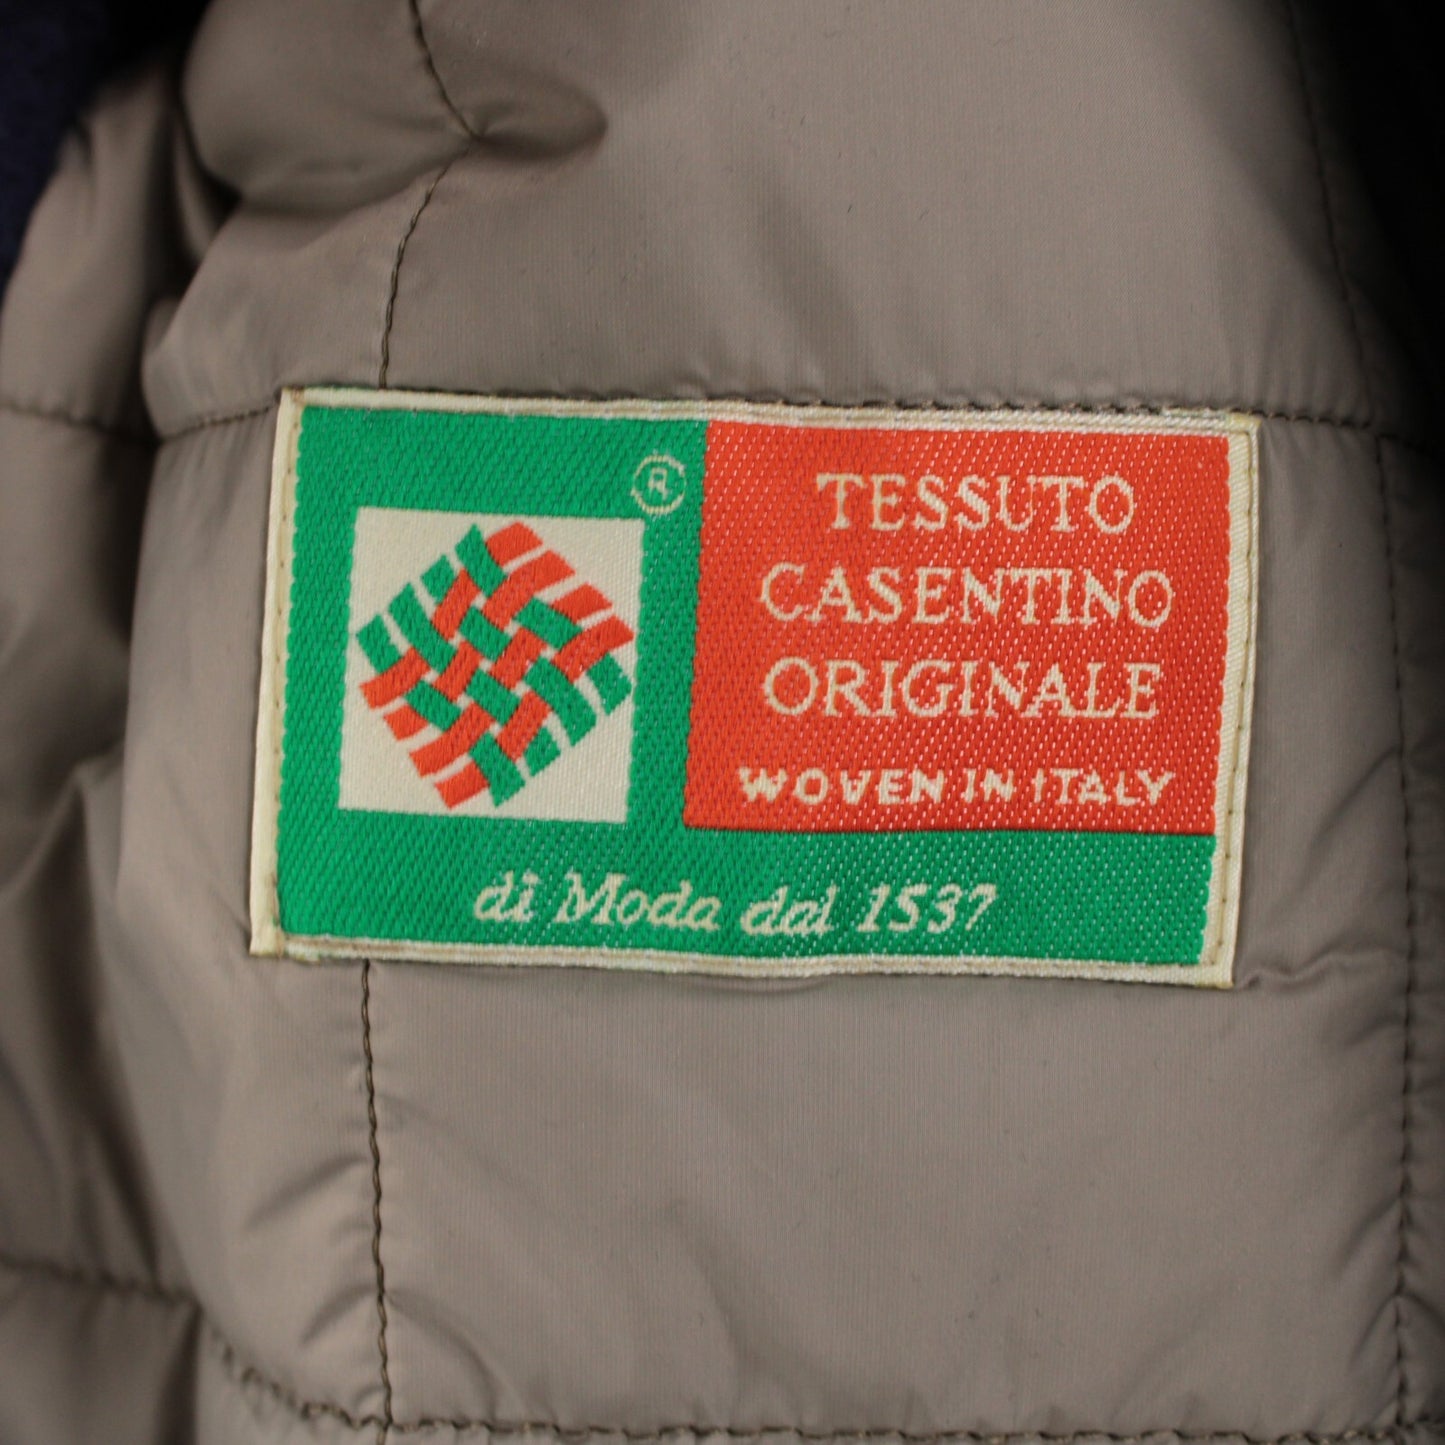 ®
TESSUTO
CASENTINO
ORIGINALE
WOVEN IN ITALY
di Moda dal 1537